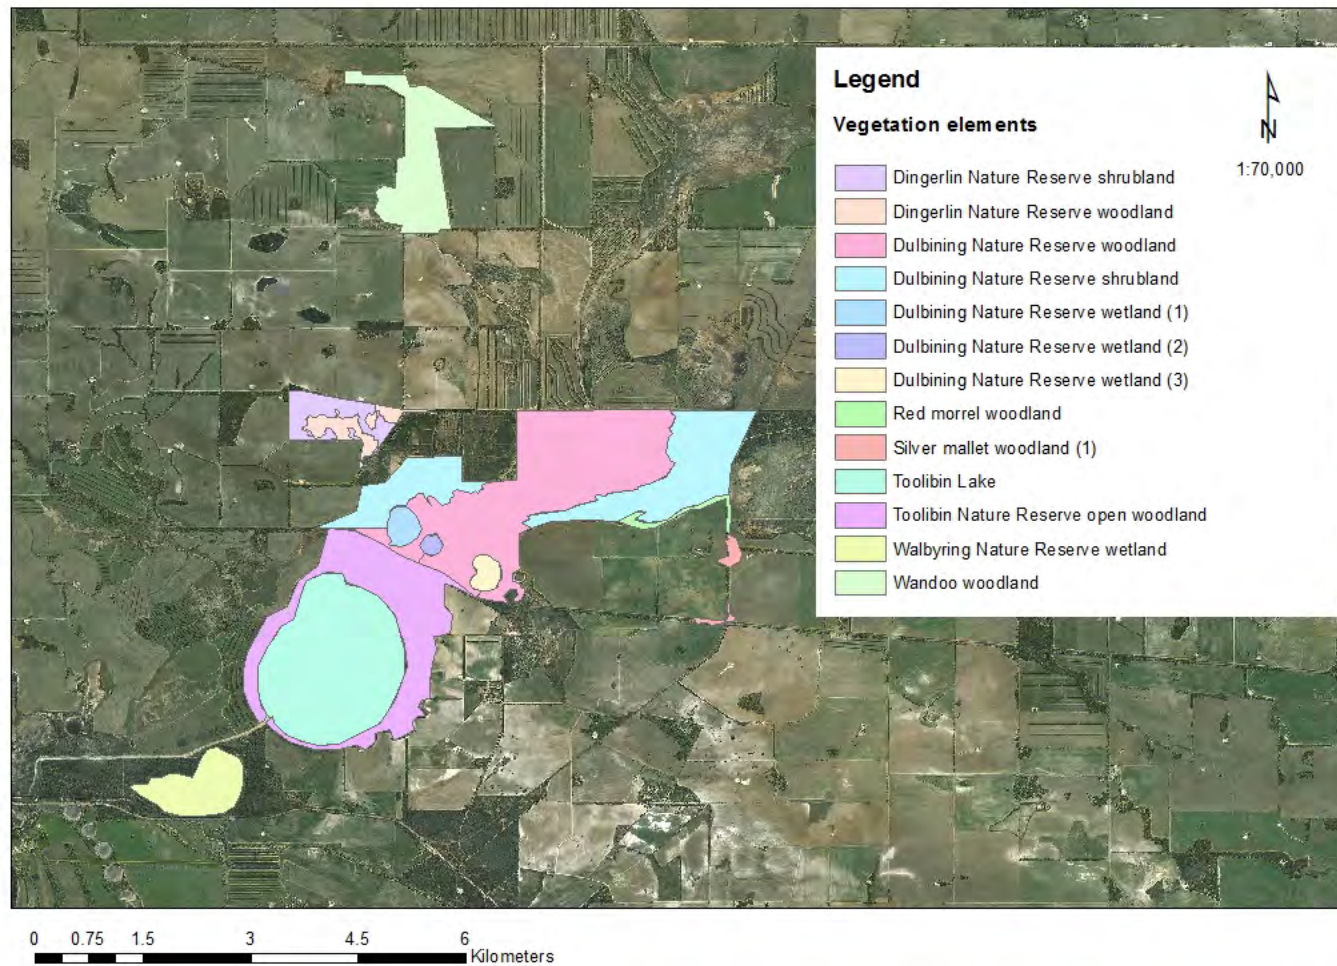 Legend
Vegetation elements
N
1:70,000
Dingerlin Nature Reserve shrubland
Dingerlin Nature Reserve woodland
Dulbining Nature Reserve woodland
Dulbining Nature Reserve shrubland
Dulbining Nature Reserve wetland (1)
Dulbining Nature Reserve wetland (2)
Dulbining Nature Reserve wetland (3)
Red morrel woodland
Silver mallet woodland (1)
Toolibin Lake
Toolibin Nature Reserve open woodland
Walbyring Nature Reserve wetland
Wandoo woodland
0 0.75 1.5 3 4.5 6
Kilometers